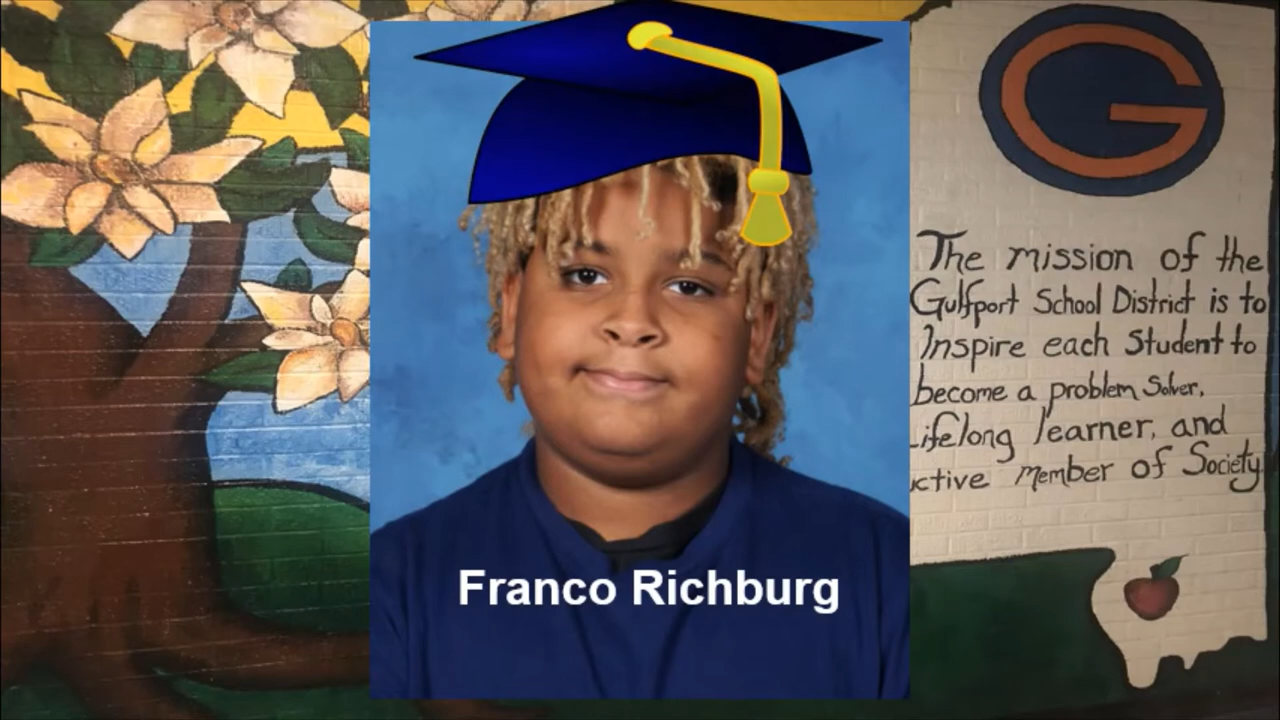 G
The mission of the
Gulfport School District is to
Inspire each Student to
become a problem Solver,
Lifelong learner, and
active Member of Society
Franco Richburg